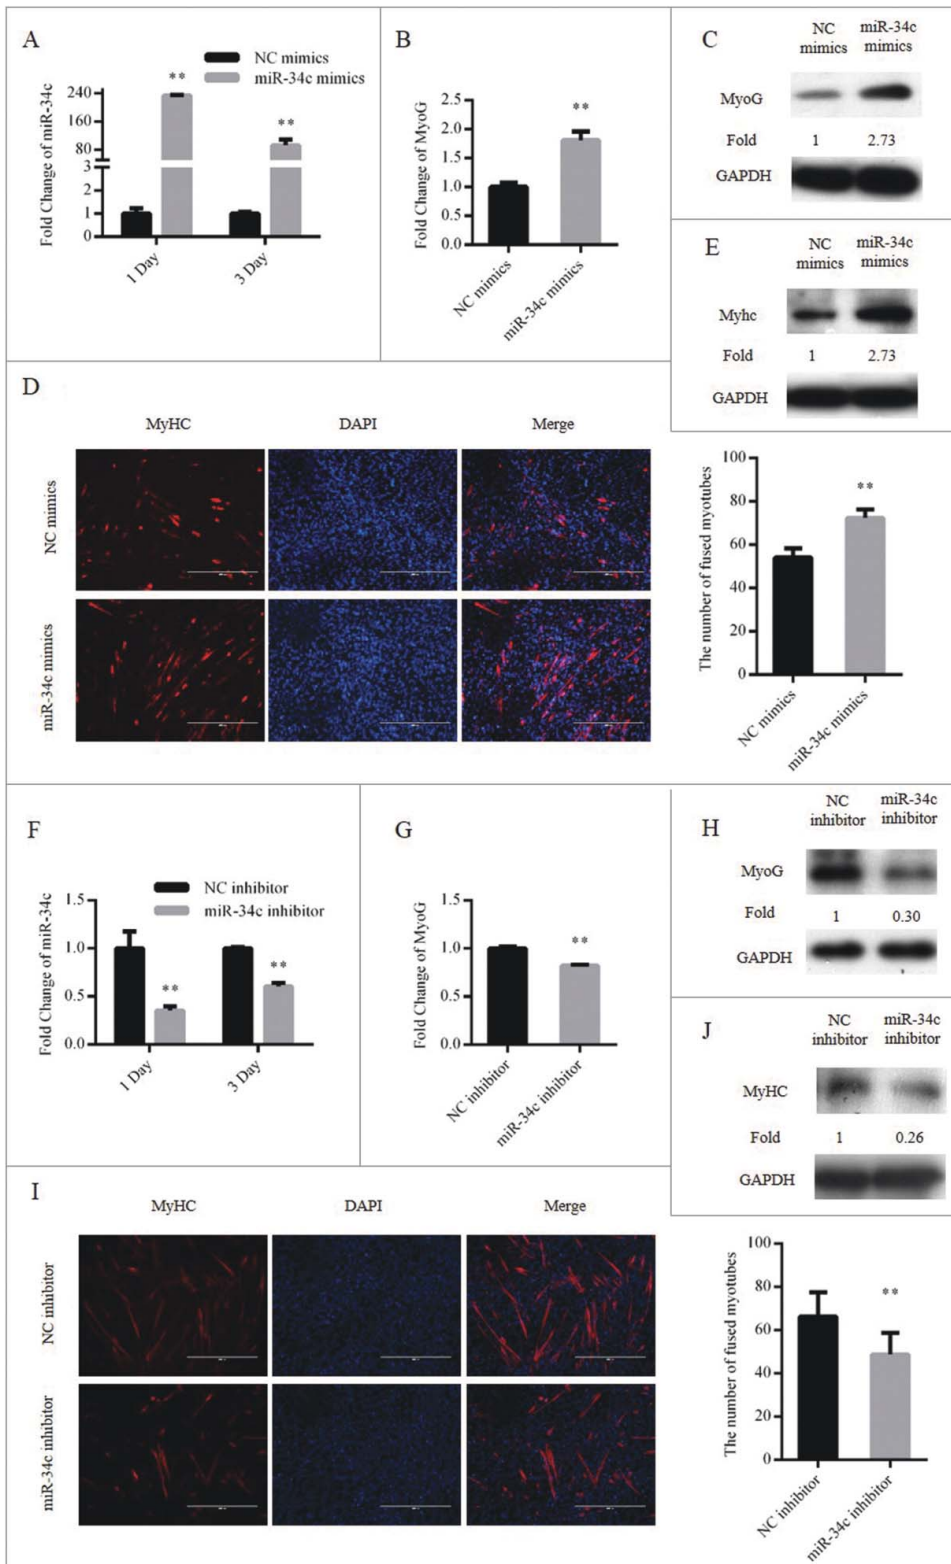 A
NC mimics
miR-34c mimics
Fold Change of miR-34c
240
160
80
3
2
1
0
**
**
1 Day
3 Day
B
Fold Change of MyoG
2.5
2.0
1.5
1.0
0.5
0.0
**
NC mimics
miR-34c mimics
C
NC
mimics
miR-34c
mimics
MyoG
Fold
1
2.73
GAPDH
E
NC
mimics
miR-34c
mimics
Myhc
Fold
1
2.73
GAPDH
D
MyHC
DAPI
Merge
NC mimics
miR-34c mimics
The number of fused myotubes
100
80
60
40
20
0
**
NC mimics
miR-34c mimics
F
NC inhibitor
miR-34c inhibitor
Fold Change of miR-34c
1.5
1.0
0.5
0.0
**
**
1 Day
3 Day
G
Fold Change of MyoG
1.5
1.0
0.5
0.0
**
NC inhibitor
miR-34c inhibitor
H
NC
inhibitor
miR-34c
inhibitor
MyoG
Fold
1
0.30
GAPDH
J
NC
inhibitor
miR-34c
inhibitor
MyHC
Fold
1
0.26
GAPDH
I
MyHC
DAPI
Merge
NC inhibitor
miR-34c inhibitor
The number of fused myotubes
100
80
60
40
20
0
**
NC inhibitor
miR-34c inhibitor